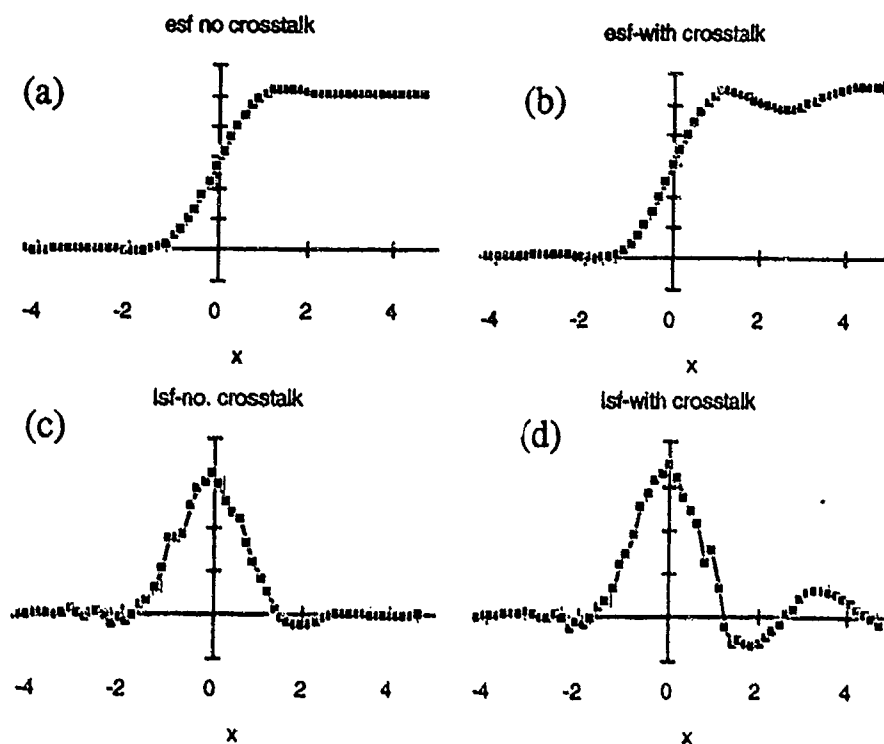 esf no crosstalk
esf-with crosstalk
(a)
(b)
-4 -2 0 2 4
x
-4 -2 0 2 4
x
lsf-no. crosstalk
lsf-with crosstalk
(c)
(d)
-4 -2 0 2 4
x
-4 -2 0 2 4
x